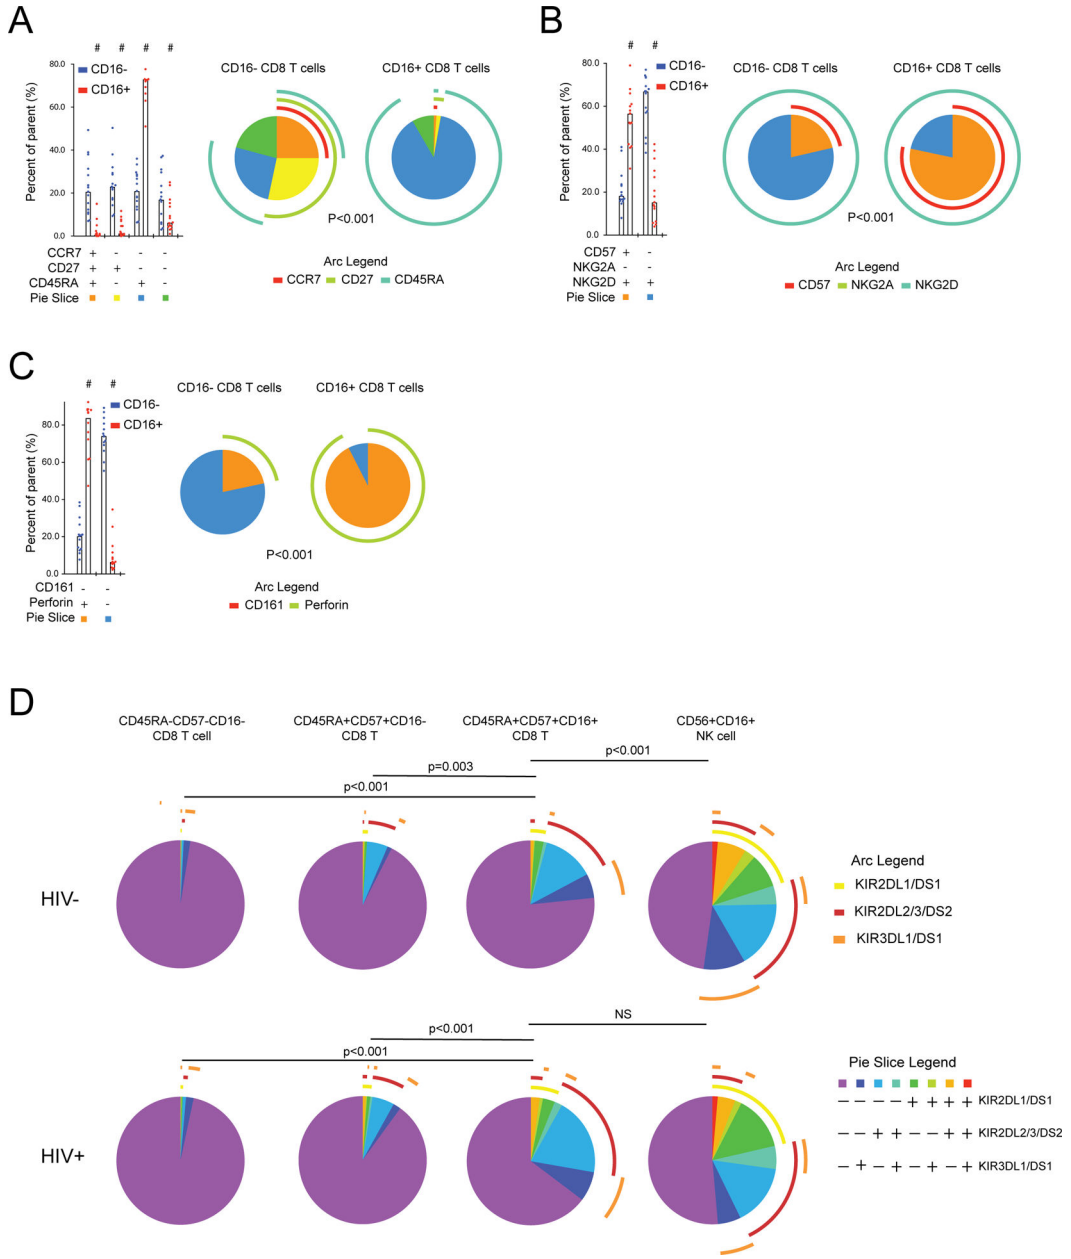 A
# # # #
80.0
60.0
40.0
20.0
0.0
Percent of parent (%)
CD16-
CD16+
CD16- CD8 T cells
CD16+ CD8 T cells
P<0.001
CCR7 + - - -
CD27 + + - -
CD45RA + - + -
Pie Slice
Arc Legend
CCR7 CD27 CD45RA
B
# #
80.0
60.0
40.0
20.0
0.0
Percent of parent (%)
CD16-
CD16+
CD16- CD8 T cells
CD16+ CD8 T cells
P<0.001
CD57 + -
NKG2A - -
NKG2D + +
Pie Slice
Arc Legend
CD57 NKG2A NKG2D
C
# #
80.0
60.0
40.0
20.0
0.0
Percent of parent (%)
CD16-
CD16+
CD16- CD8 T cells
CD16+ CD8 T cells
P<0.001
CD161 - -
Perforin + -
Pie Slice
Arc Legend
CD161 Perforin
D
CD45RA-CD57-CD16-
CD8 T cell
CD45RA+CD57+CD16-
CD8 T
CD45RA+CD57+CD16+
CD8 T
CD56+CD16+
NK cell
p<0.001
p=0.003
p<0.001
HIV-
Arc Legend
KIR2DL1/DS1
KIR2DL2/3/DS2
KIR3DL1/DS1
NS
p<0.001
p<0.001
HIV+
Pie Slice Legend
— — — — + + + + KIR2DL1/DS1
— — + + — — + + KIR2DL2/3/DS2
— + — + — + — + KIR3DL1/DS1